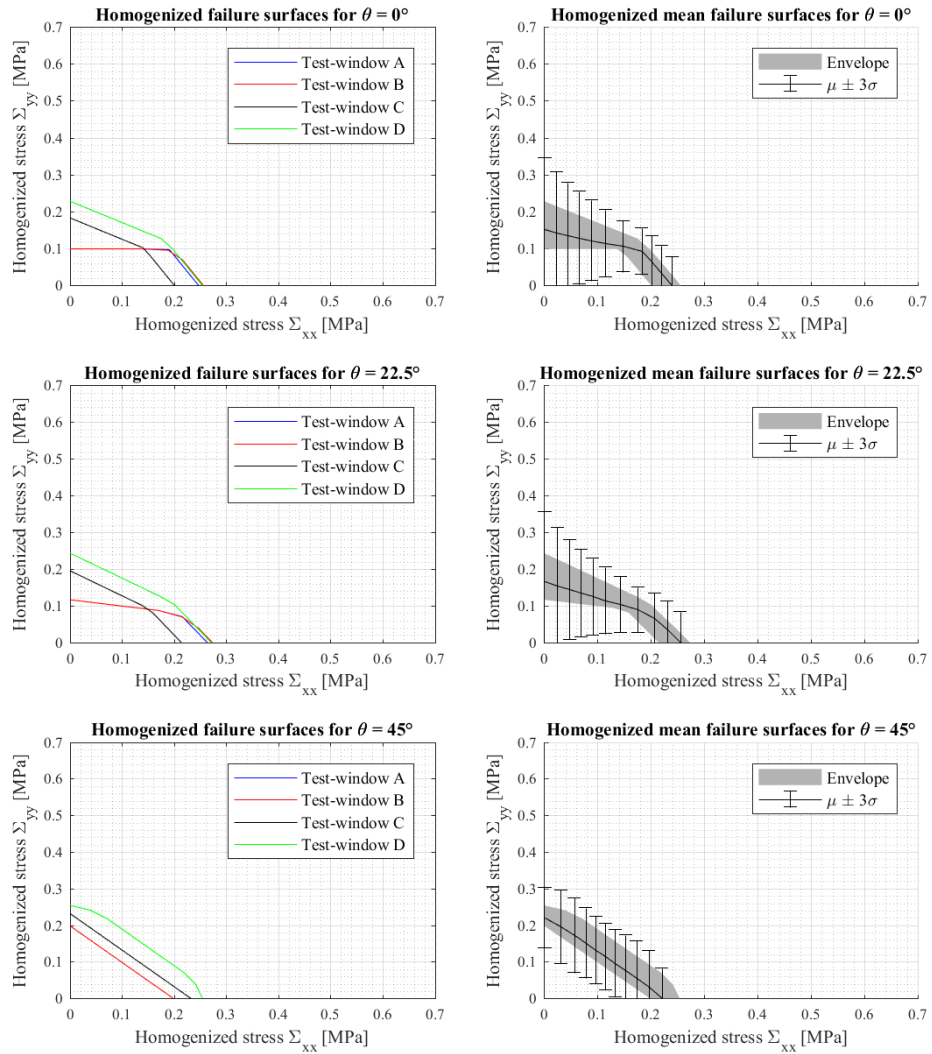 Homogenized failure surfaces for θ = 0°
Homogenized stress Σyy [MPa]
0.7
0.6
0.5
0.4
0.3
0.2
0.1
0
Test-window A
Test-window B
Test-window C
Test-window D
0 0.1 0.2 0.3 0.4 0.5 0.6 0.7
Homogenized stress Σxx [MPa]
Homogenized mean failure surfaces for θ = 0°
Homogenized stress Σyy [MPa]
0.7
0.6
0.5
0.4
0.3
0.2
0.1
0
Envelope
μ ± 3σ
0 0.1 0.2 0.3 0.4 0.5 0.6 0.7
Homogenized stress Σxx [MPa]
Homogenized failure surfaces for θ = 22.5°
Homogenized stress Σyy [MPa]
0.7
0.6
0.5
0.4
0.3
0.2
0.1
0
Test-window A
Test-window B
Test-window C
Test-window D
0 0.1 0.2 0.3 0.4 0.5 0.6 0.7
Homogenized stress Σxx [MPa]
Homogenized mean failure surfaces for θ = 22.5°
Homogenized stress Σyy [MPa]
0.7
0.6
0.5
0.4
0.3
0.2
0.1
0
Envelope
μ ± 3σ
0 0.1 0.2 0.3 0.4 0.5 0.6 0.7
Homogenized stress Σxx [MPa]
Homogenized failure surfaces for θ = 45°
Homogenized stress Σyy [MPa]
0.7
0.6
0.5
0.4
0.3
0.2
0.1
0
Test-window A
Test-window B
Test-window C
Test-window D
0 0.1 0.2 0.3 0.4 0.5 0.6 0.7
Homogenized stress Σxx [MPa]
Homogenized mean failure surfaces for θ = 45°
Homogenized stress Σyy [MPa]
0.7
0.6
0.5
0.4
0.3
0.2
0.1
0
Envelope
μ ± 3σ
0 0.1 0.2 0.3 0.4 0.5 0.6 0.7
Homogenized stress Σxx [MPa]